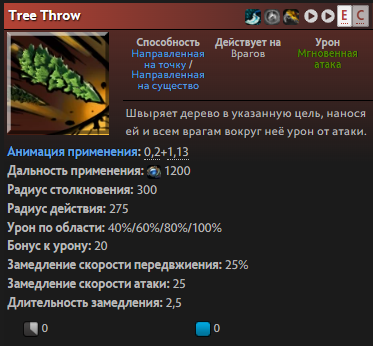 Tree Throw
E C
Способность
Направленная
на точку /
Направленная
на существо
Действует на
Врагов
Урон
Мгновенная
атака
Швыряет дерево в указанную цель, нанося
ей и всем врагам вокруг неё урон от атаки.
Анимация применения: 0,2+1,13
Дальность применения: 1200
Радиус столкновения: 300
Радиус действия: 275
Урон по области: 40%/60%/80%/100%
Бонус к урону: 20
Замедление скорости передвжиения: 25%
Замедление скорости атаки: 25
Длительность замедления: 2,5
0 0